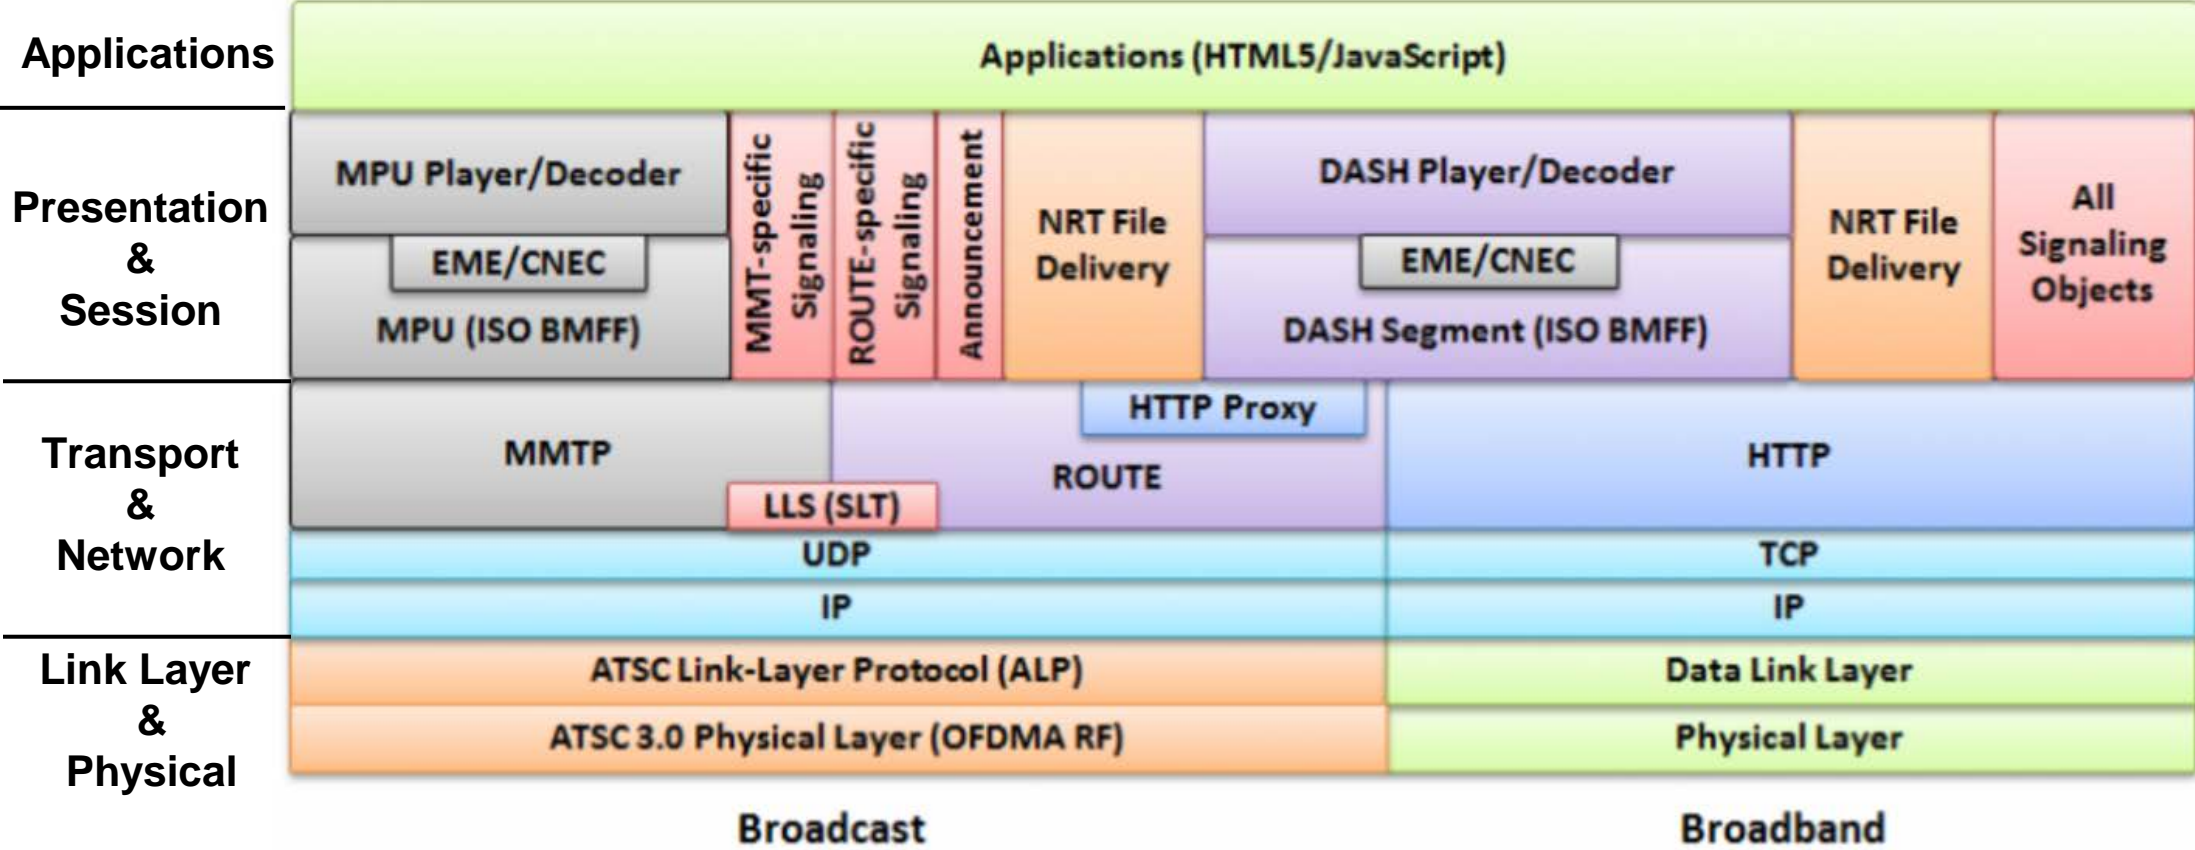 Applications
Applications (HTML5/JavaScript)
Presentation
&
Session
MPU Player/Decoder
EME/CNEC
MPU (ISO BMFF)
MMT-specific
Signaling
ROUTE-specific
Signaling
Announcement
NRT File
Delivery
DASH Player/Decoder
EME/CNEC
DASH Segment (ISO BMFF)
NRT File
Delivery
All
Signaling
Objects
Transport
&
Network
MMTP
LLS (SLT)
HTTP Proxy
ROUTE
HTTP
UDP
TCP
IP
IP
Link Layer
&
Physical
ATSC Link-Layer Protocol (ALP)
Data Link Layer
ATSC 3.0 Physical Layer (OFDMA RF)
Physical Layer
Broadcast
Broadband